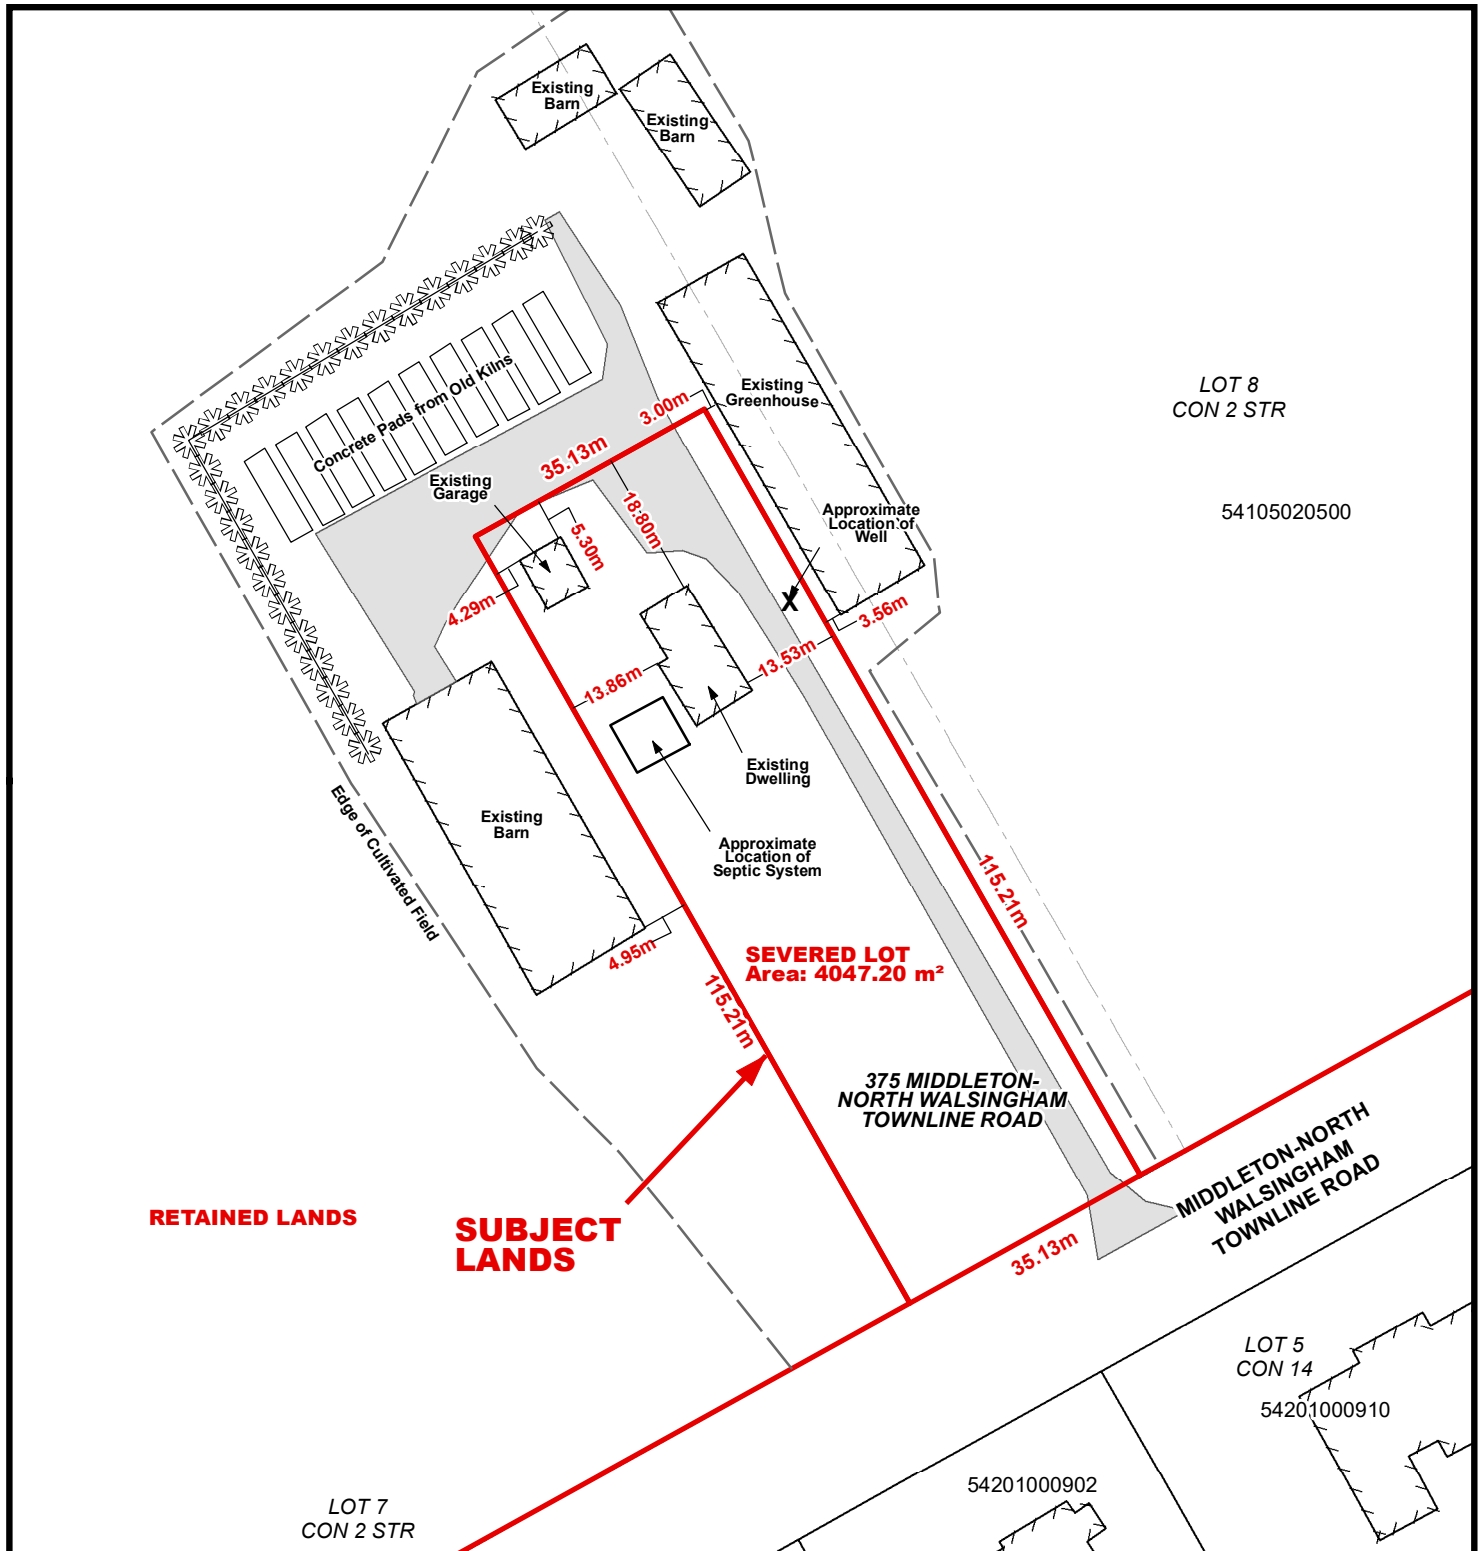 Existing
Barn
Existing
Barn
Existing
Greenhouse
LOT 8
CON 2 STR
54105020500
Concrete Pads from Old Kilns
3.00m
35.13m
Existing
Garage
18.80m
5.30m
Approximate
Location of
Well
X
4.29m
3.56m
13.53m
13.86m
Existing
Dwelling
Edge of Cultivated Field
Existing
Barn
Approximate
Location of
Septic System
115.21m
4.95m
SEVERED LOT
Area: 4047.20 m²
115.21m
375 MIDDLETON-
NORTH WALSINGHAM
TOWNLINE ROAD
MIDDLETON-NORTH
WALSINGHAM
TOWNLINE ROAD
RETAINED LANDS
SUBJECT
LANDS
35.13m
LOT 5
CON 14
54201000910
54201000902
LOT 7
CON 2 STR